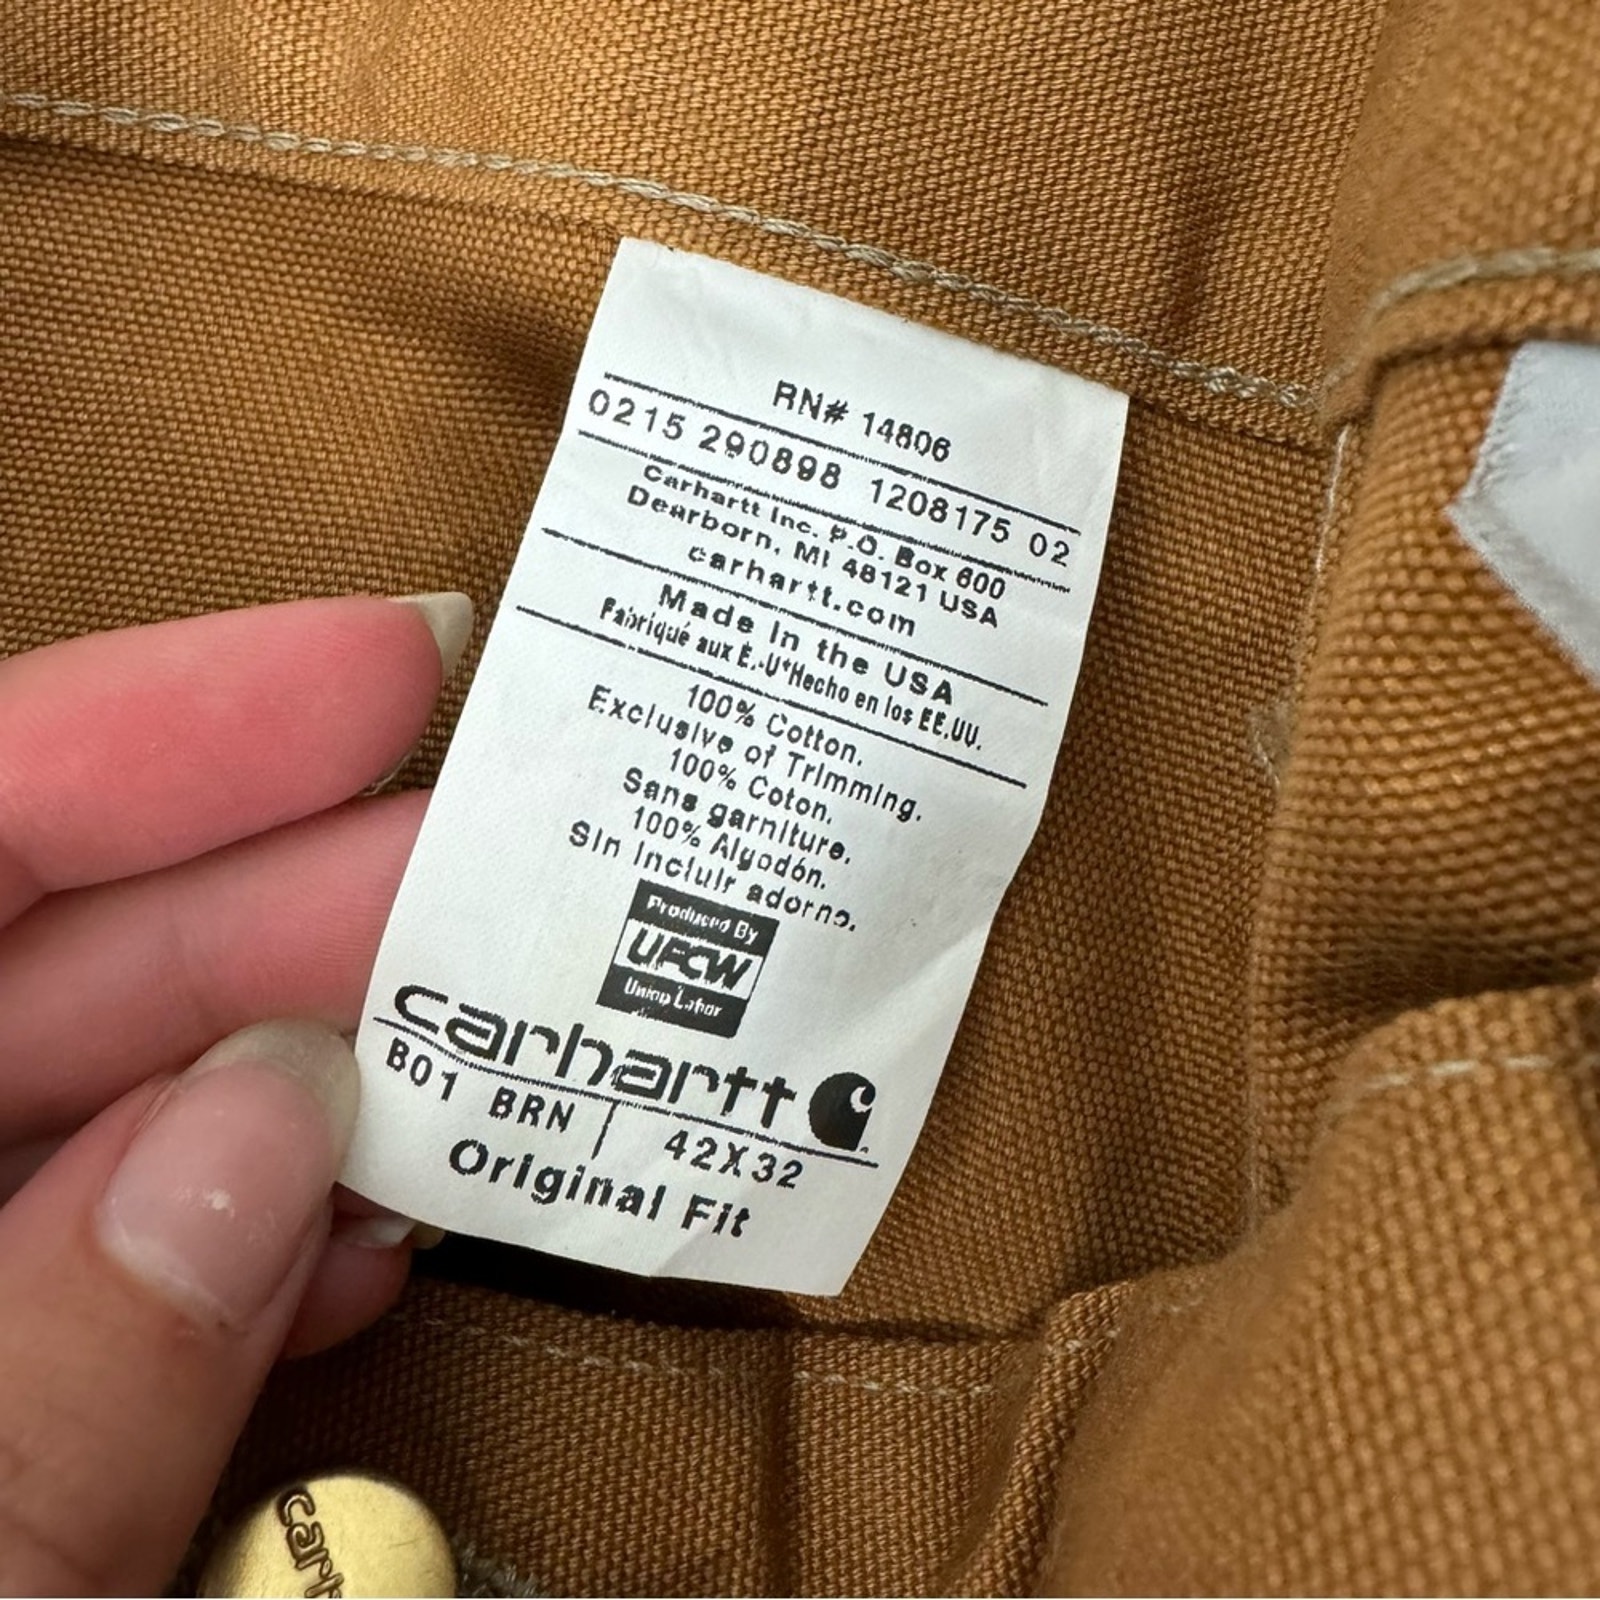 RN# 14806
0215 290898 1208175 02
Carhartt Inc. P.O. Box 600
Dearborn, MI 48121 USA
carhartt.com
Made In the USA
Fabriqué aux É.-U*Hecho en los EE.UU.
100% Cotton.
Exclusive of Trimming.
100% Coton.
Sans garniture.
100% Algodón.
Sin incluir adorno.
Produced By
UFCW
Union Labor
carhartt
B01 BRN 42X32
Original Fit